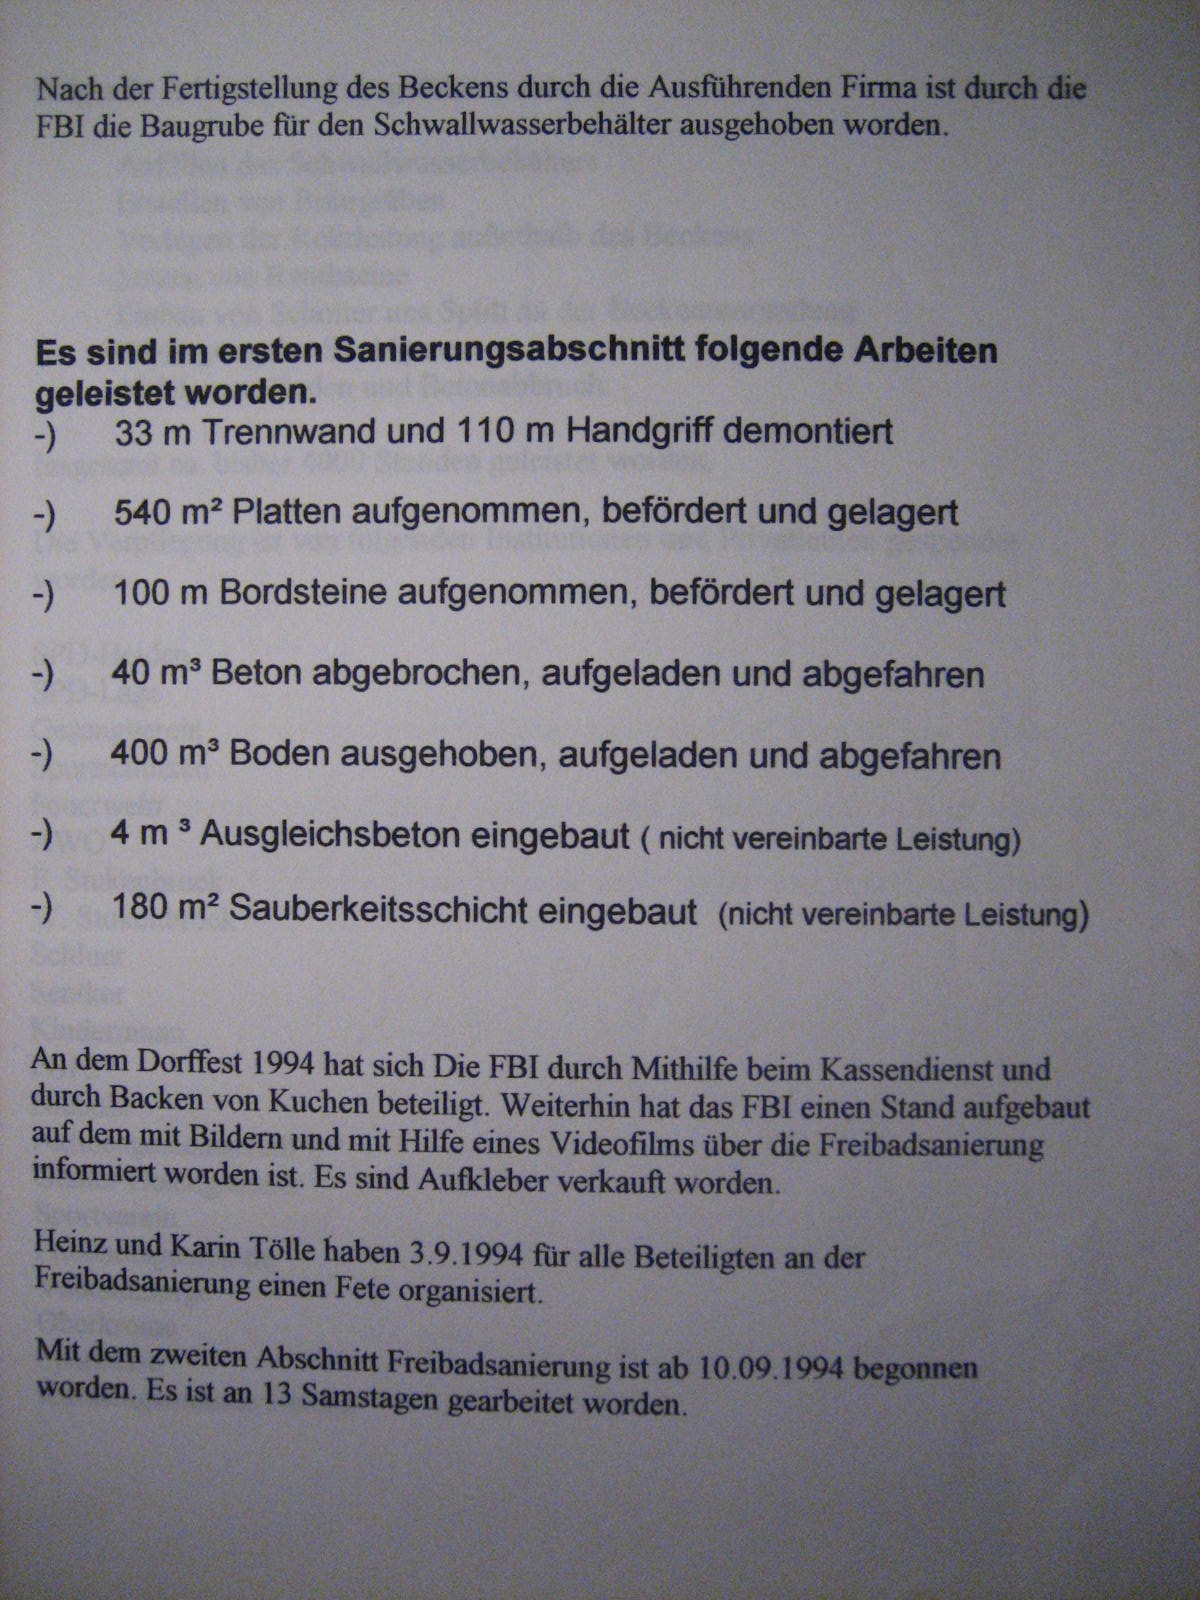 Nach der Fertigstellung des Beckens durch die Ausführenden Firma ist durch die
FBI die Baugrube für den Schwallwasserbehälter ausgehoben worden.
Es sind im ersten Sanierungsabschnitt folgende Arbeiten
geleistet worden.
-) 33 m Trennwand und 110 m Handgriff demontiert
-) 540 m² Platten aufgenommen, befördert und gelagert
-) 100 m Bordsteine aufgenommen, befördert und gelagert
-) 40 m³ Beton abgebrochen, aufgeladen und abgefahren
-) 400 m³ Boden ausgehoben, aufgeladen und abgefahren
-) 4 m ³ Ausgleichsbeton eingebaut ( nicht vereinbarte Leistung)
-) 180 m² Sauberkeitsschicht eingebaut (nicht vereinbarte Leistung)
An dem Dorffest 1994 hat sich Die FBI durch Mithilfe beim Kassendienst und
durch Backen von Kuchen beteiligt. Weiterhin hat das FBI einen Stand aufgebaut
auf dem mit Bildern und mit Hilfe eines Videofilms über die Freibadsanierung
informiert worden ist. Es sind Aufkleber verkauft worden.
Heinz und Karin Tölle haben 3.9.1994 für alle Beteiligten an der
Freibadsanierung einen Fete organisiert.
Mit dem zweiten Abschnitt Freibadsanierung ist ab 10.09.1994 begonnen
worden. Es ist an 13 Samstagen gearbeitet worden.